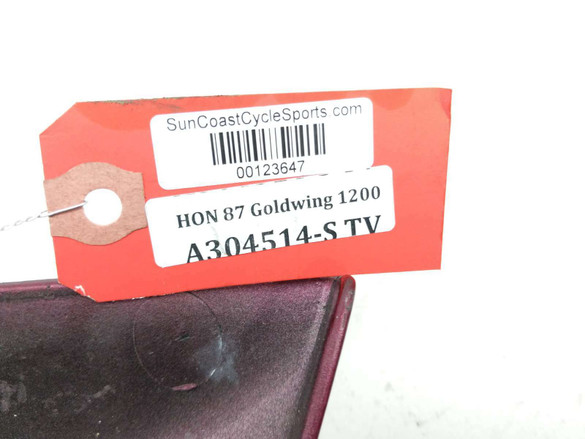 SunCoastCycleSports.com
00123647
HON 87 Goldwing 1200
A304514-S TV